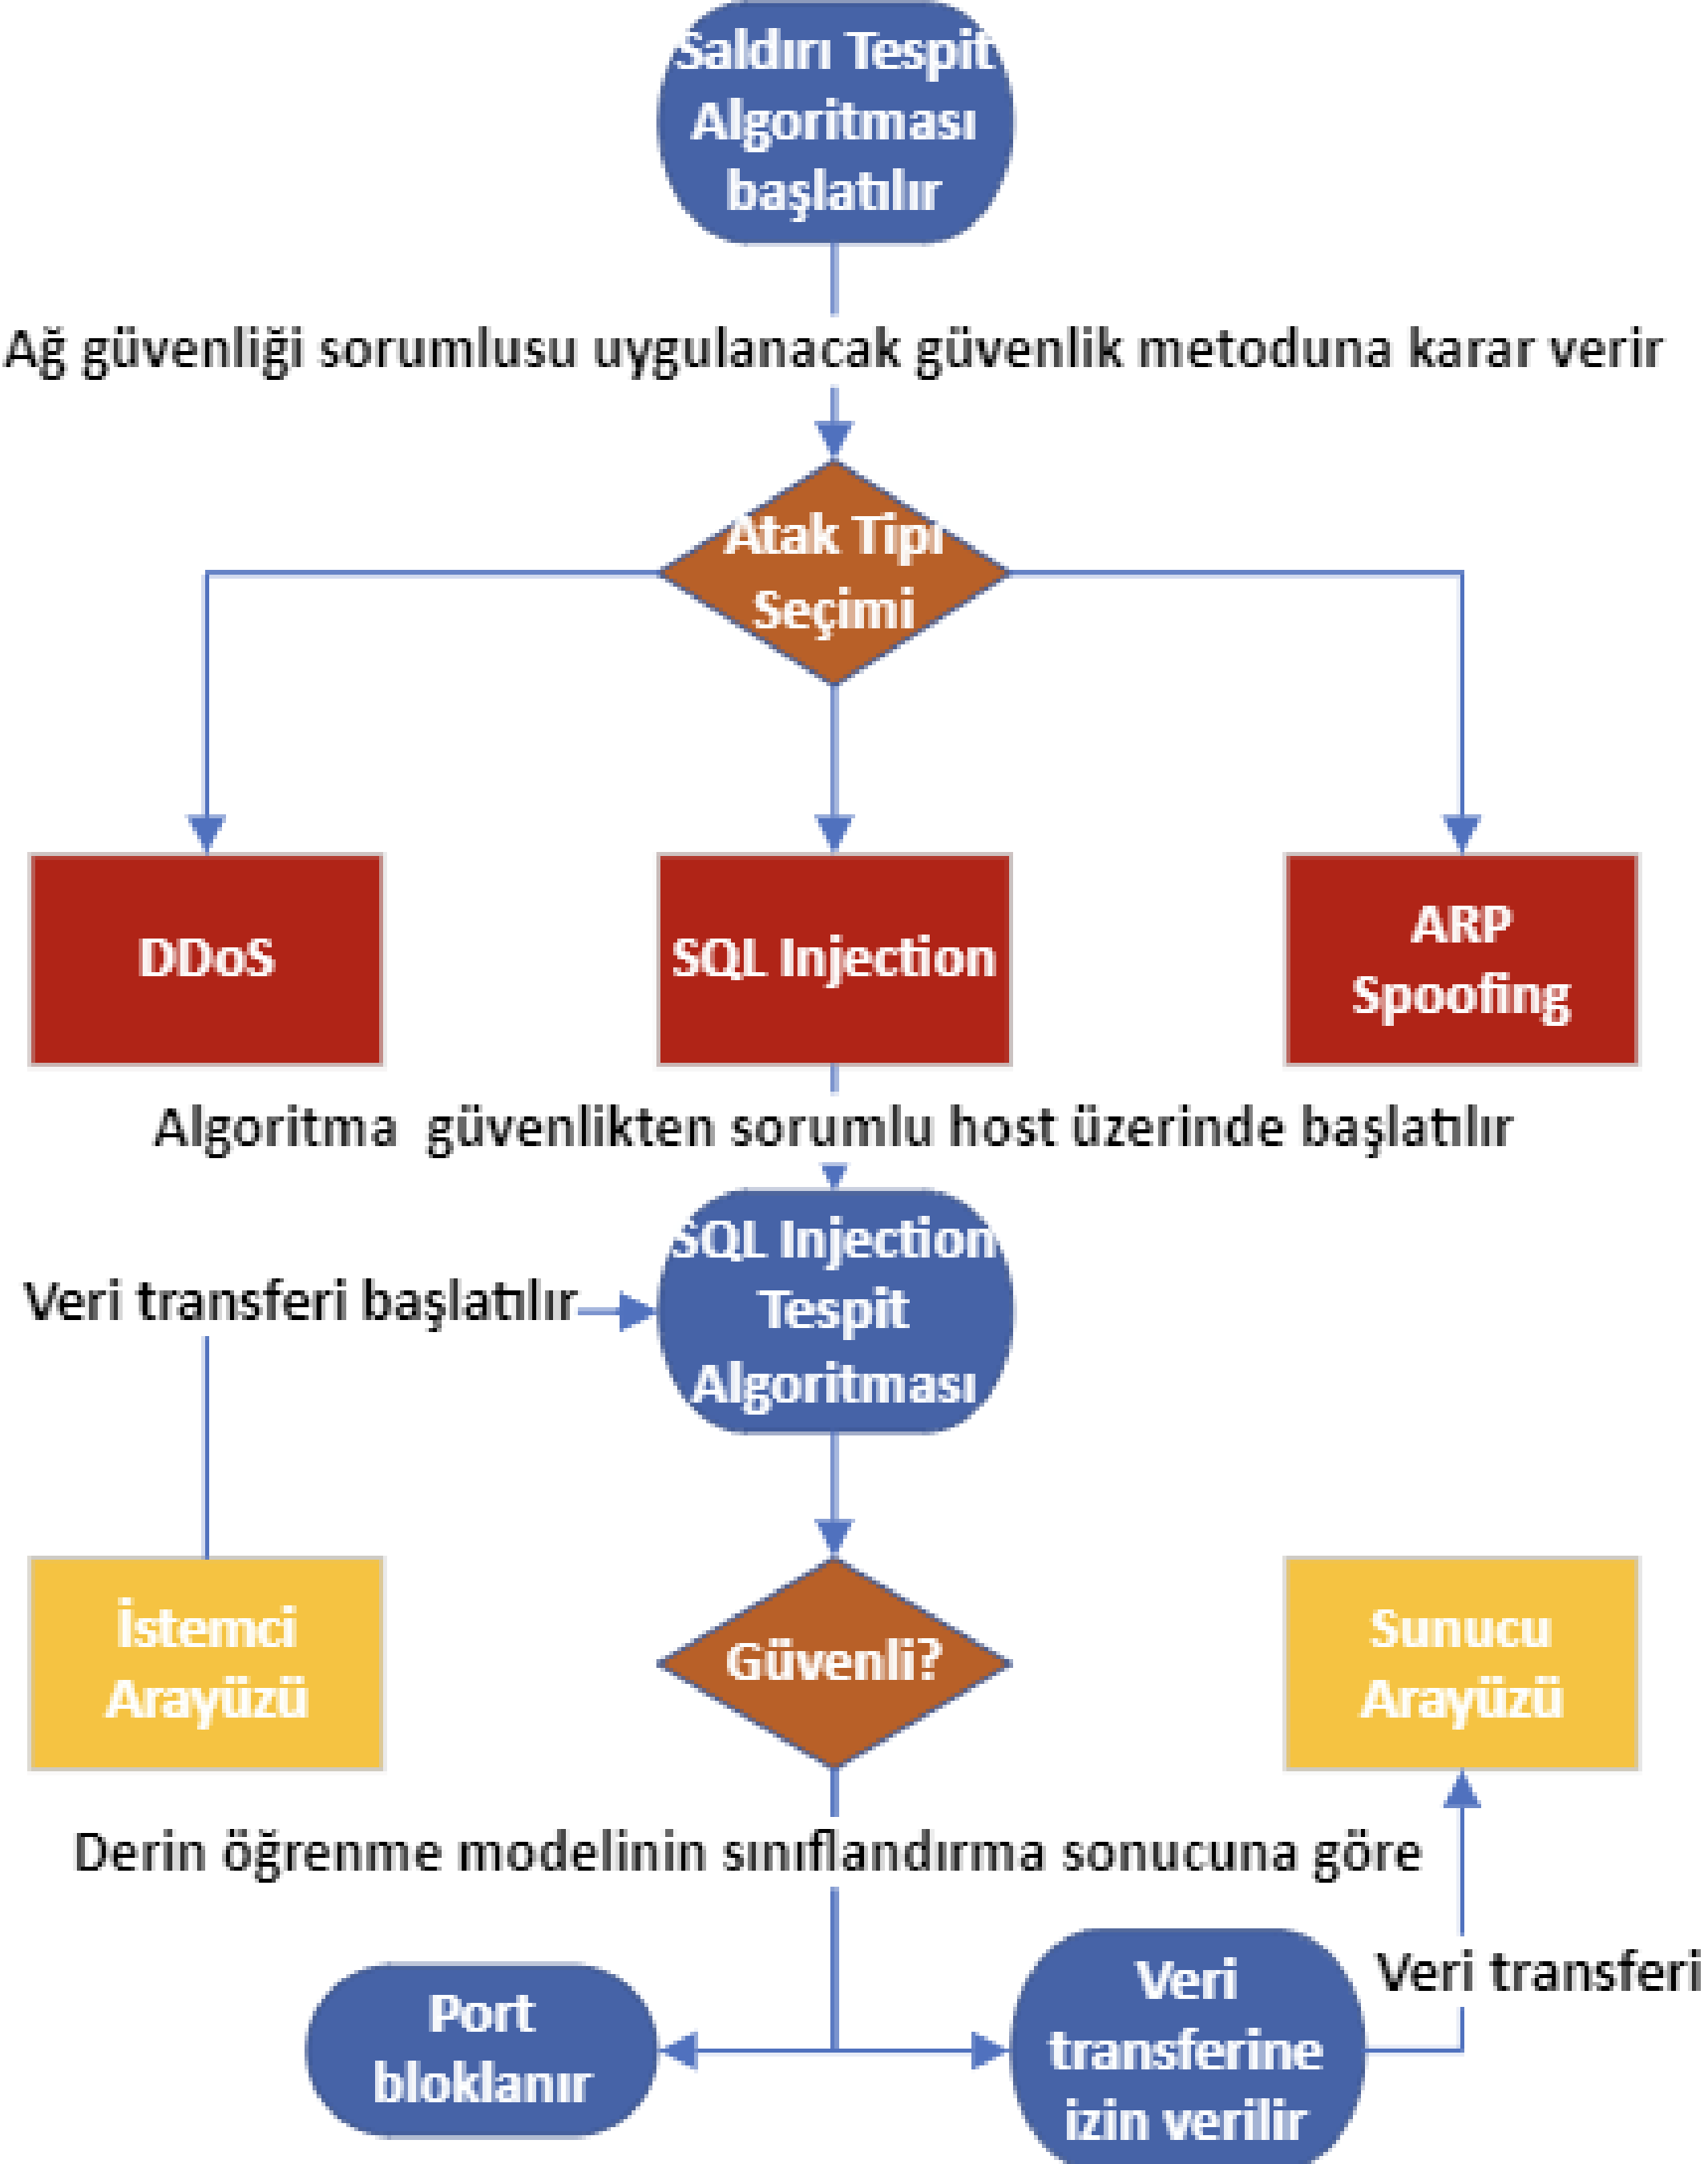 Saldırı Tespit
Algoritması
başlatılır
Ağ güvenliği sorumlusu uygulanacak güvenlik metoduna karar verir
Atak Tipi
Seçimi
DDoS
SQL Injection
ARP
Spoofing
Algoritma  güvenlikten sorumlu host üzerinde başlatılır
SQL Injection
Tespit
Algoritması
Veri transferi başlatılır
İstemci
Arayüzü
Güvenli?
Sunucu
Arayüzü
Derin öğrenme modelinin sınıflandırma sonucuna göre
Port
bloklanır
Veri
transferine
izin verilir
Veri transferi